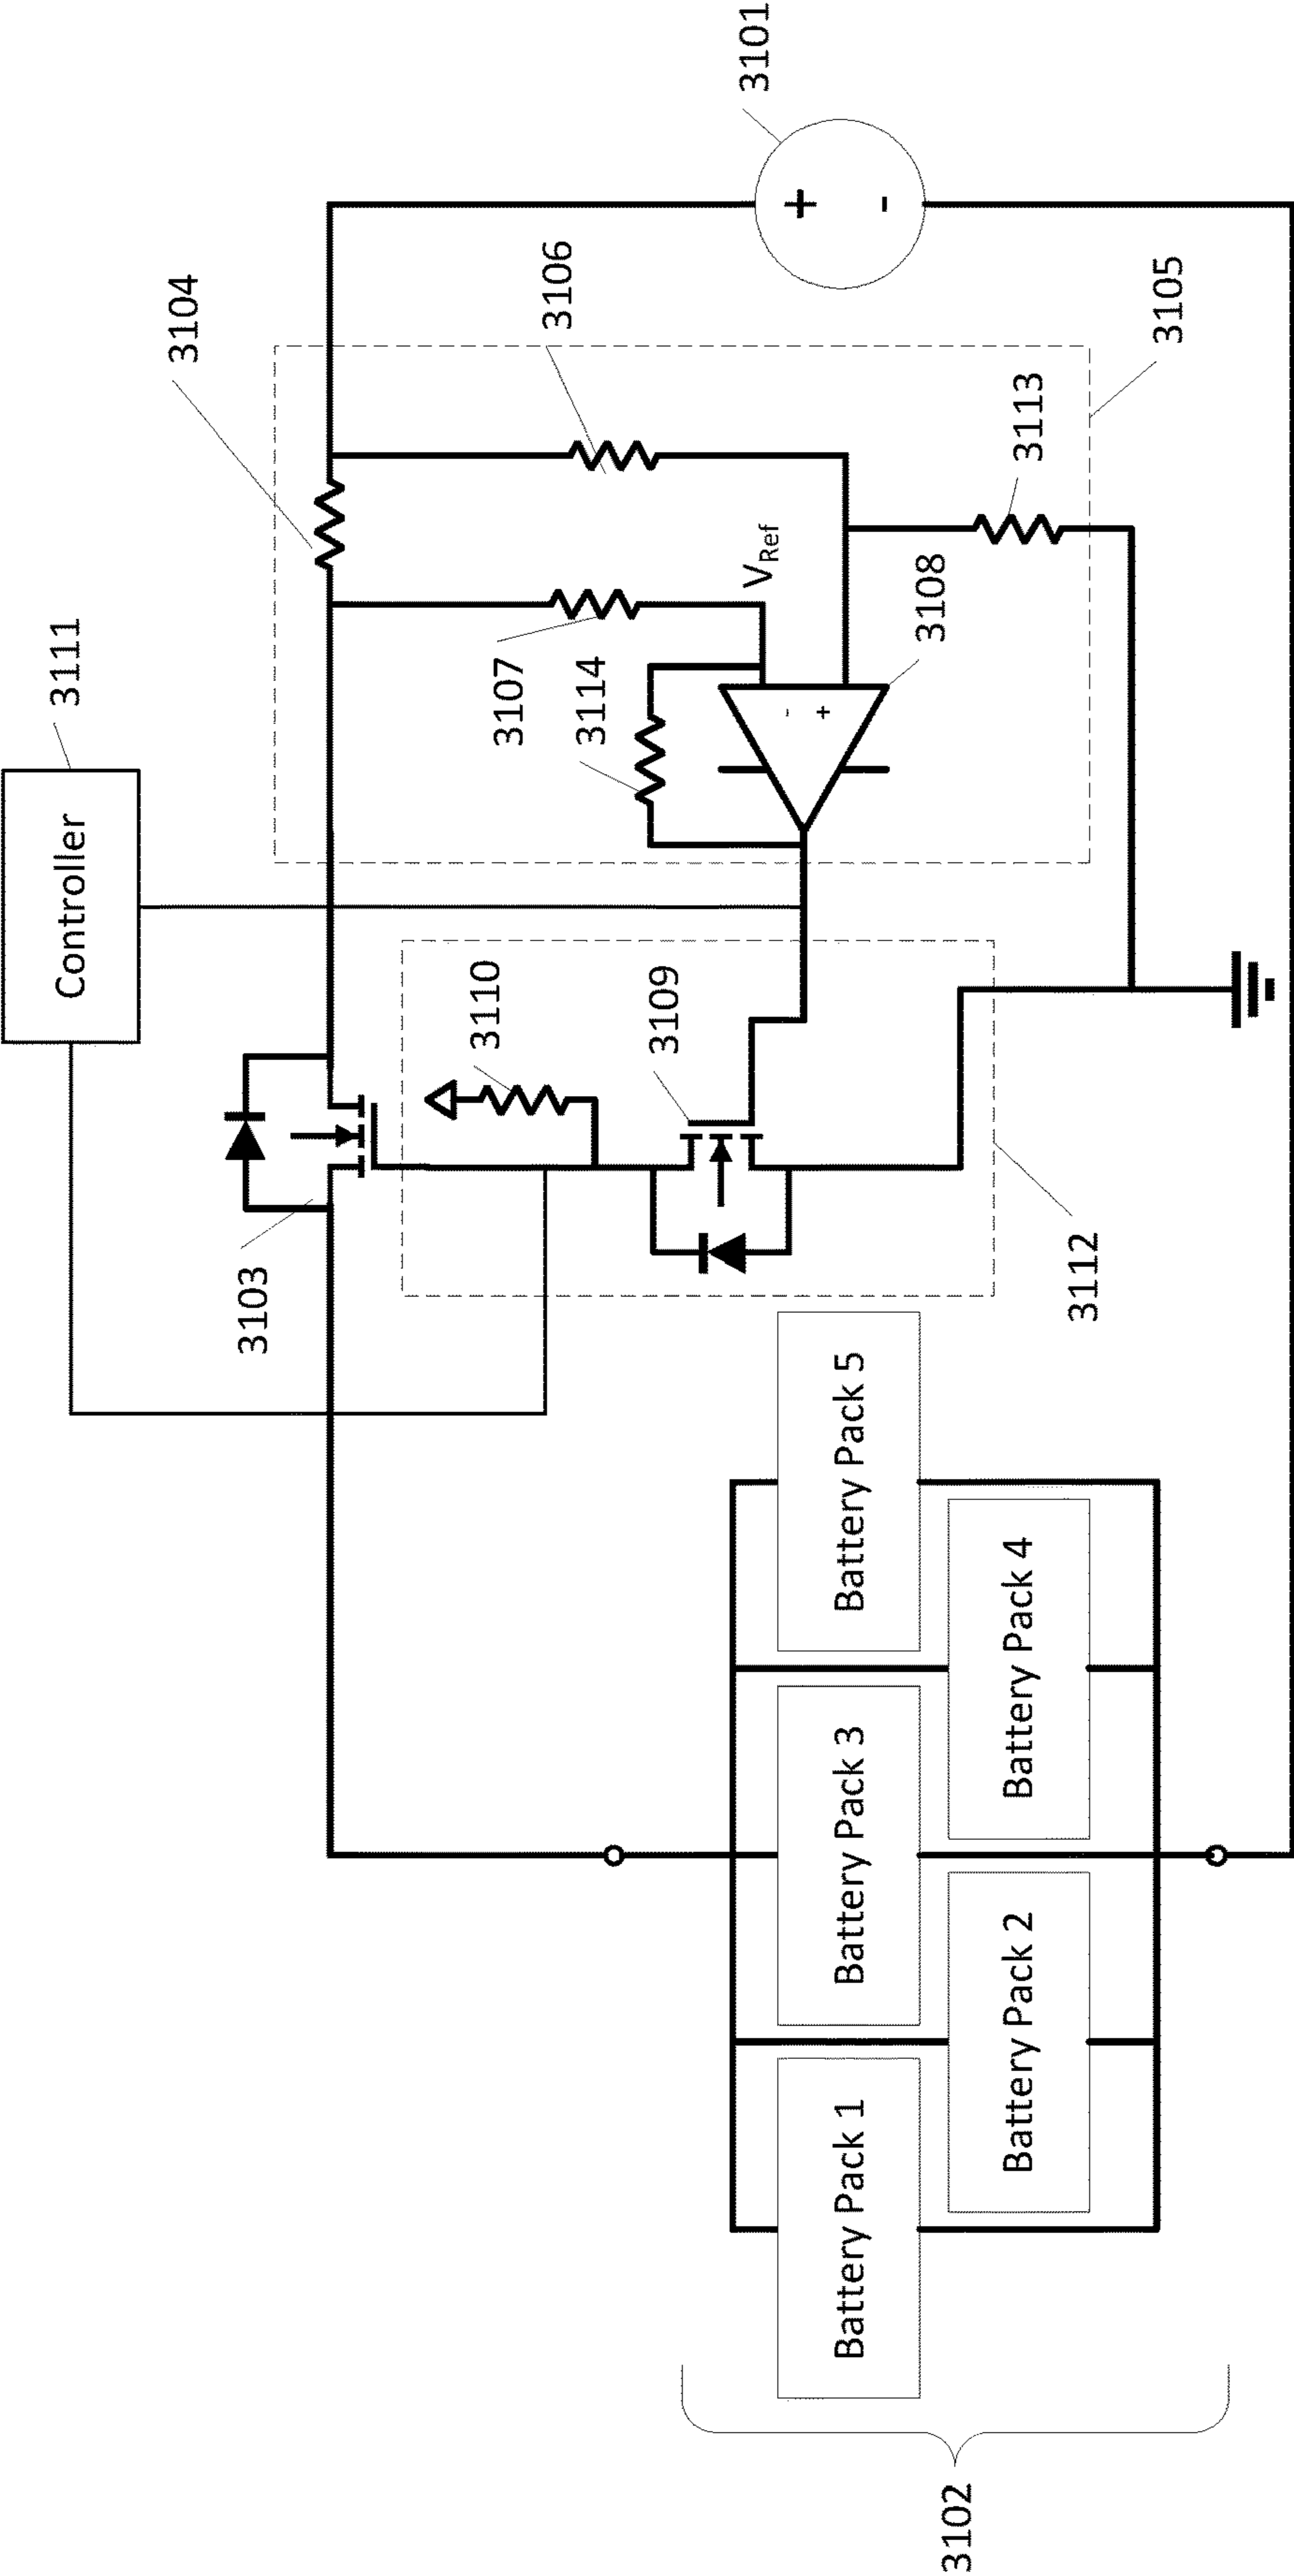 3111
Controller
3104
3101
+
-
3106
3105
3113
V_Ref
3107
3114
3108
-
+
3110
3109
3103
3112
Battery Pack 1
Battery Pack 2
Battery Pack 3
Battery Pack 4
Battery Pack 5
3102